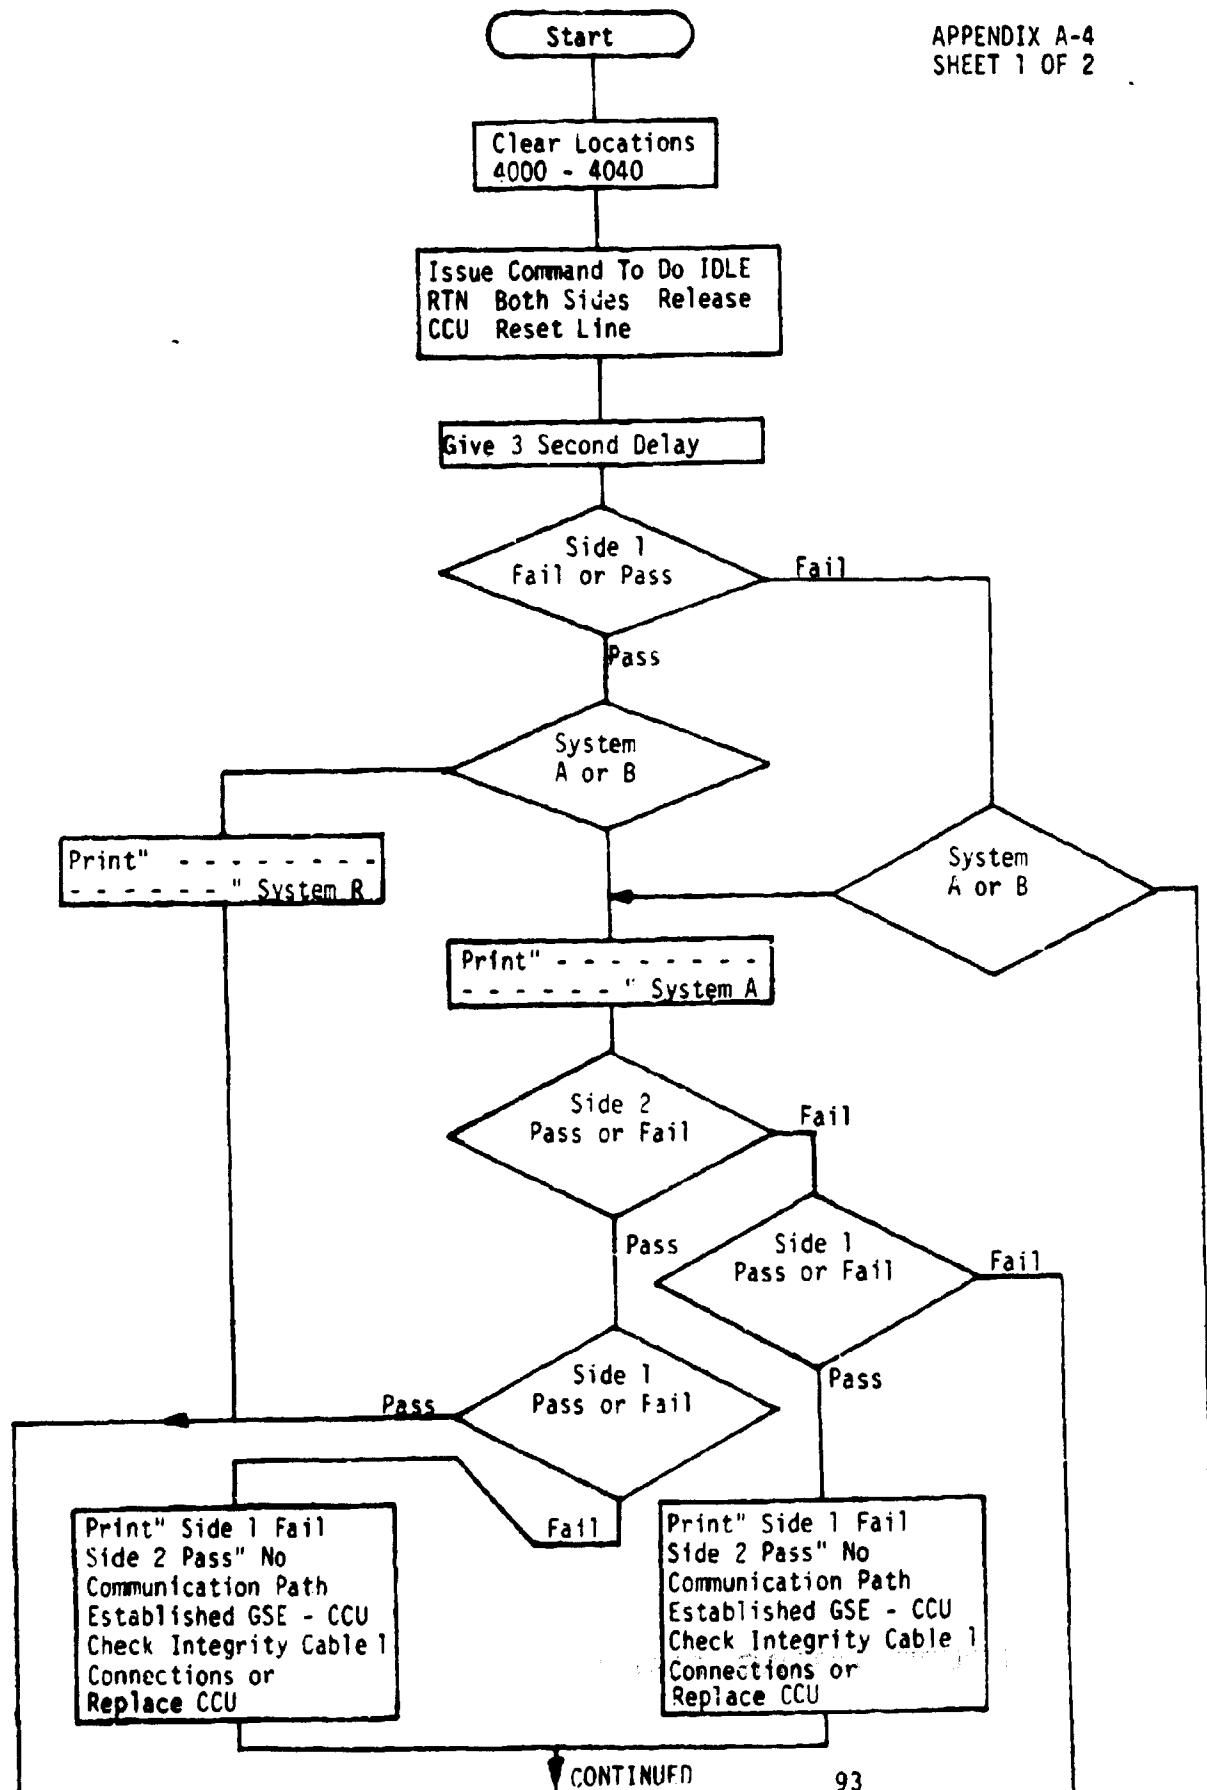 APPENDIX A-4
SHEET 1 OF 2
Start
Clear Locations
4000 - 4040
Issue Command To Do IDLE
RTN Both Sides Release
CCU Reset Line
Give 3 Second Delay
Side 1
Fail or Pass
Fail
Pass
System
A or B
Print" - - - - - - - -
- - - - - - " System R
System
A or B
Print" - - - - - - - -
- - - - - - " System A
Side 2
Pass or Fail
Fail
Pass
Side 1
Pass or Fail
Fail
Pass
Side 1
Pass or Fail
Pass
Fail
Print" Side 1 Fail
Side 2 Pass" No
Communication Path
Established GSE - CCU
Check Integrity Cable 1
Connections or
Replace CCU
Print" Side 1 Fail
Side 2 Pass" No
Communication Path
Established GSE - CCU
Check Integrity Cable 1
Connections or
Replace CCU
CONTINUED
93